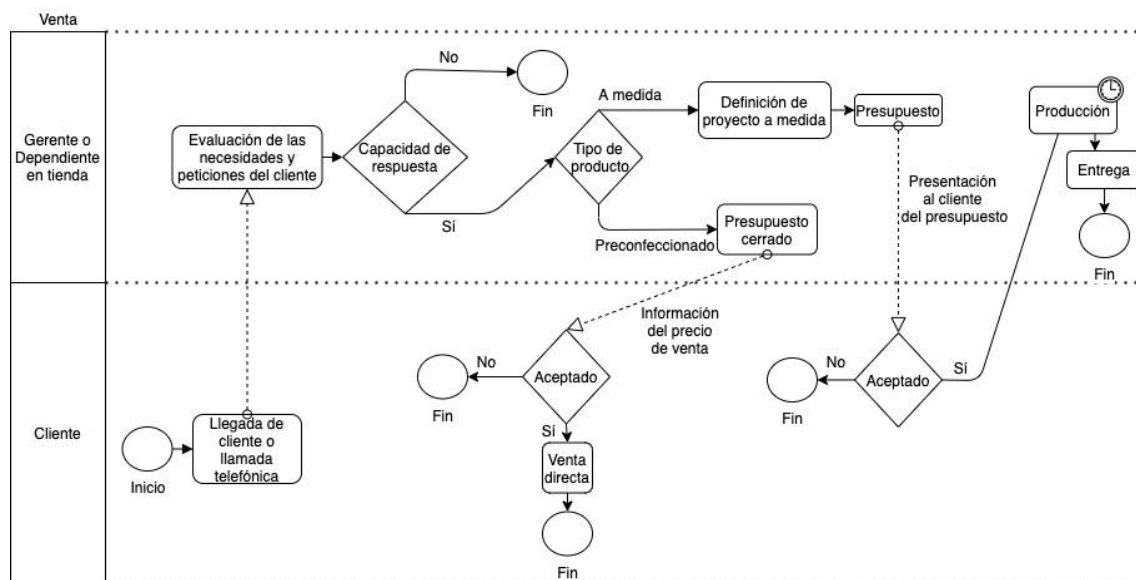 Venta
Gerente o
Dependiente
en tienda
Evaluación de las
necesidades y
peticiones del cliente
No
Fin
Capacidad de
respuesta
Sí
A medida
Tipo de
producto
Preconfeccionado
Definición de
proyecto a medida
Presupuesto
Presupuesto
cerrado
Presentación
al cliente
del presupuesto
Producción
Entrega
Fin
Cliente
Inicio
Llegada de
cliente o
llamada
telefónica
Información
del precio
de venta
No
Fin
Aceptado
Sí
Venta
directa
Fin
No
Fin
Aceptado
Sí